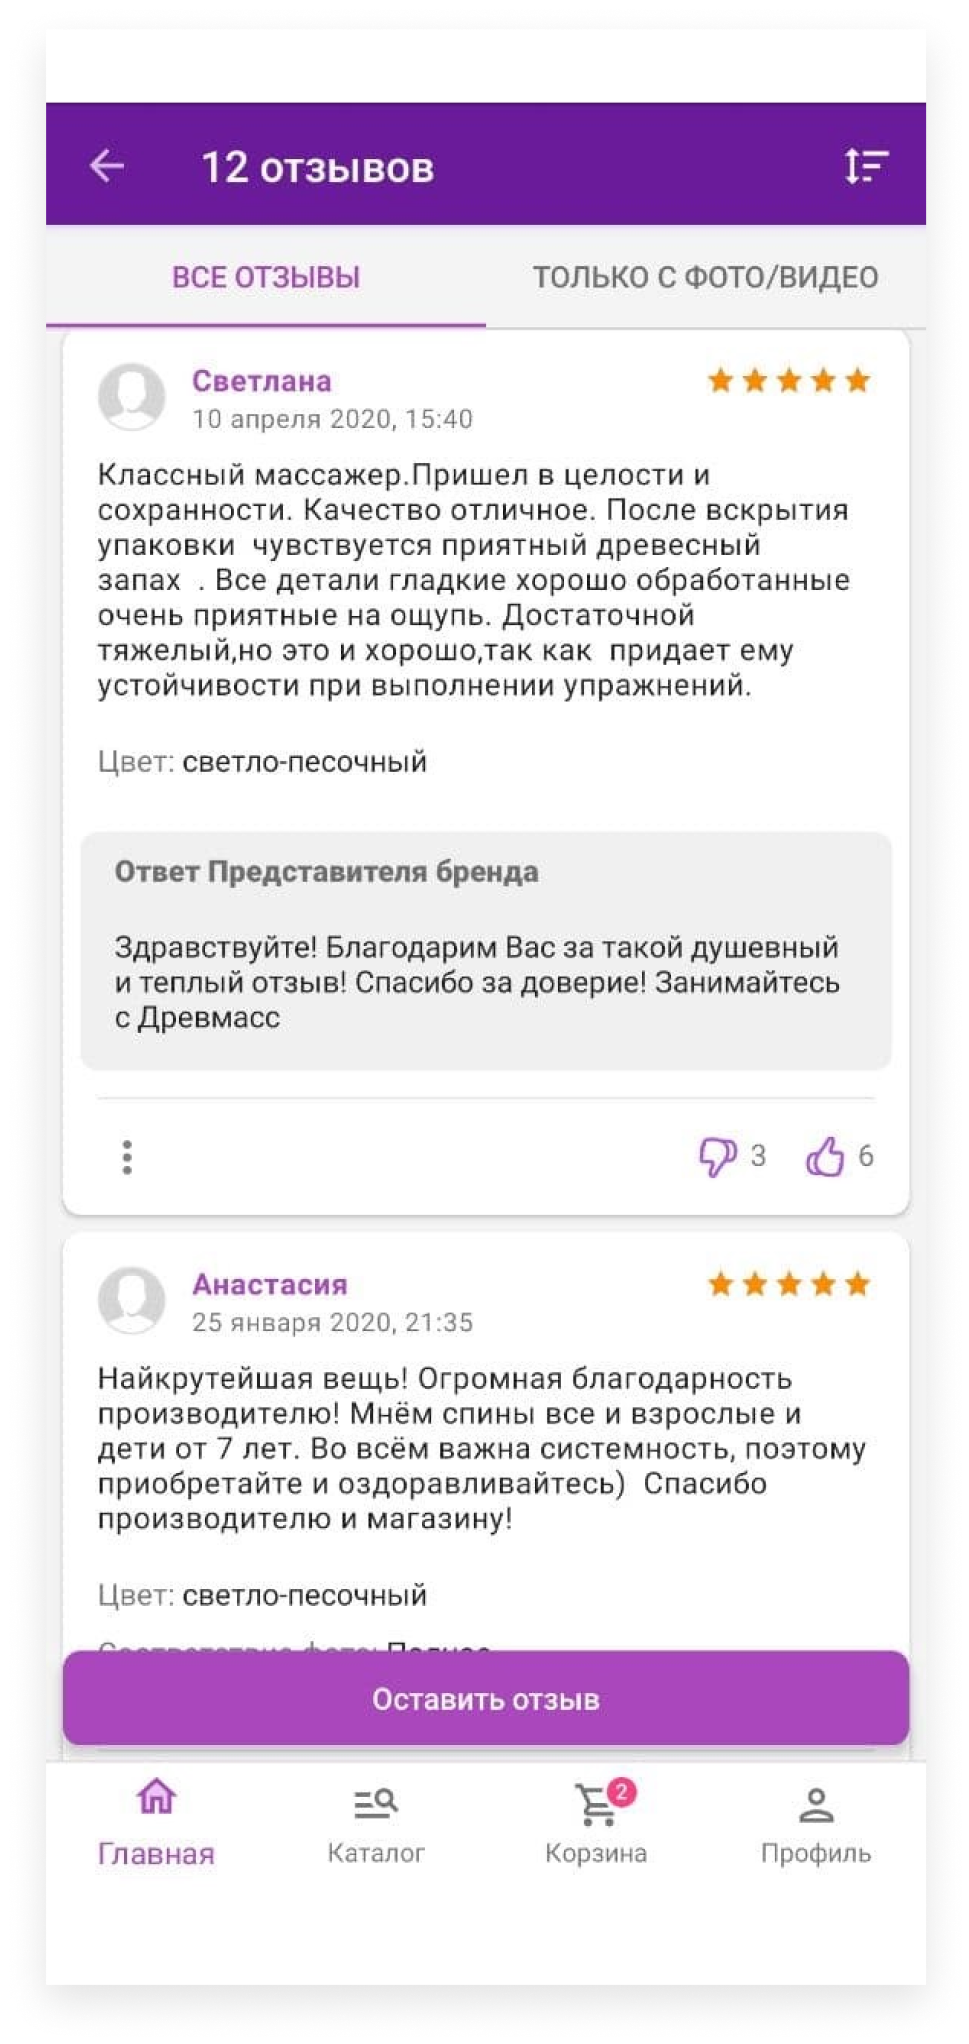 12 отзывов
ВСЕ ОТЗЫВЫ
ТОЛЬКО С ФОТО/ВИДЕО
Светлана
10 апреля 2020, 15:40
Классный массажер.Пришел в целости и
сохранности. Качество отличное. После вскрытия
упаковки  чувствуется приятный древесный
запах  . Все детали гладкие хорошо обработанные
очень приятные на ощупь. Достаточной
тяжелый,но это и хорошо,так как  придает ему
устойчивости при выполнении упражнений.
Цвет: светло-песочный
Ответ Представителя бренда
Здравствуйте! Благодарим Вас за такой душевный
и теплый отзыв! Спасибо за доверие! Занимайтесь
с Древмасс
3
6
Анастасия
25 января 2020, 21:35
Найкрутейшая вещь! Огромная благодарность
производителю! Мнём спины все и взрослые и
дети от 7 лет. Во всём важна системность, поэтому
приобретайте и оздоравливайтесь)  Спасибо
производителю и магазину!
Цвет: светло-песочный
Соответствие фото: Полное
Оставить отзыв
2
Главная
Каталог
Корзина
Профиль